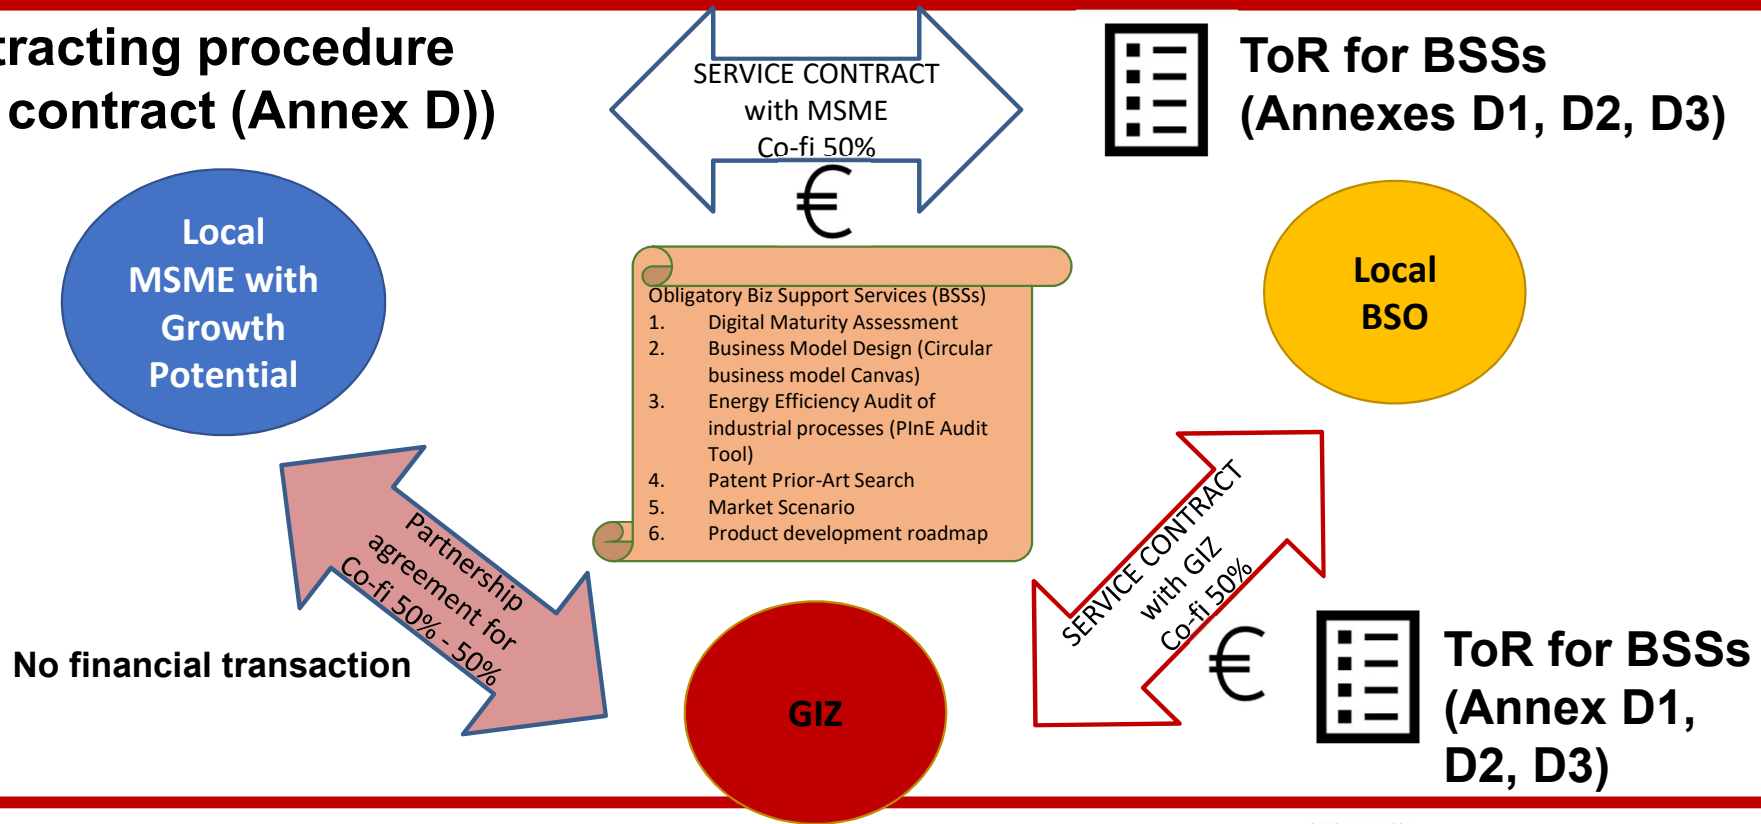 tracting procedure
contract (Annex D))
SERVICE CONTRACT
with MSME
Co-fi 50%
€
ToR for BSSs
(Annexes D1, D2, D3)
Local
MSME with
Growth
Potential
Obligatory Biz Support Services (BSSs)
1. Digital Maturity Assessment
2. Business Model Design (Circular
business model Canvas)
3. Energy Efficiency Audit of
industrial processes (PInE Audit
Tool)
4. Patent Prior-Art Search
5. Market Scenario
6. Product development roadmap
Local
BSO
Partnership
agreement for
Co-fi 50% - 50%
No financial transaction
GIZ
SERVICE CONTRACT
with GIZ
Co-fi 50%
€
ToR for BSSs
(Annex D1,
D2, D3)